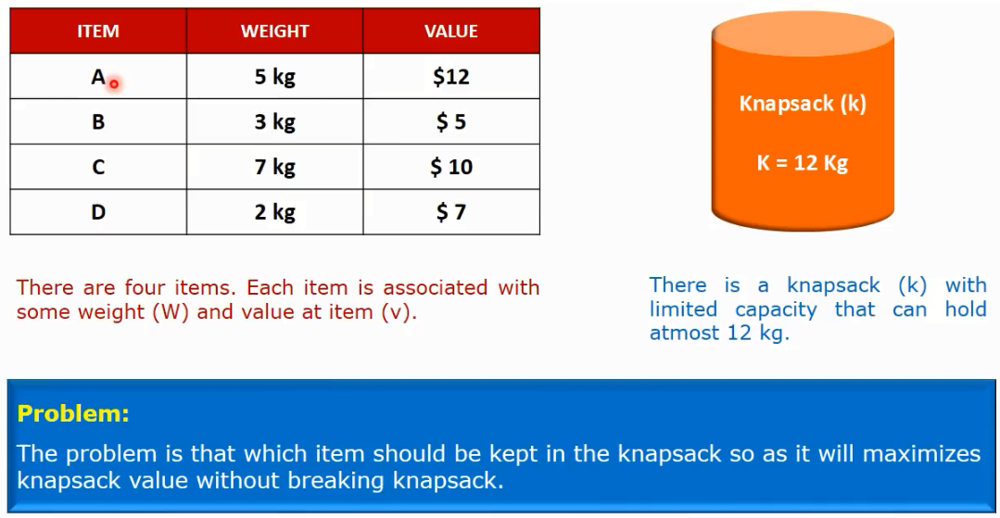 ITEM WEIGHT VALUE
A 5 kg $12
B 3 kg $ 5
C 7 kg $ 10
D 2 kg $ 7
Knapsack (k)
K = 12 Kg
There are four items. Each item is associated with
some weight (W) and value at item (v).
There is a knapsack (k) with
limited capacity that can hold
atmost 12 kg.
Problem:
The problem is that which item should be kept in the knapsack so as it will maximizes
knapsack value without breaking knapsack.